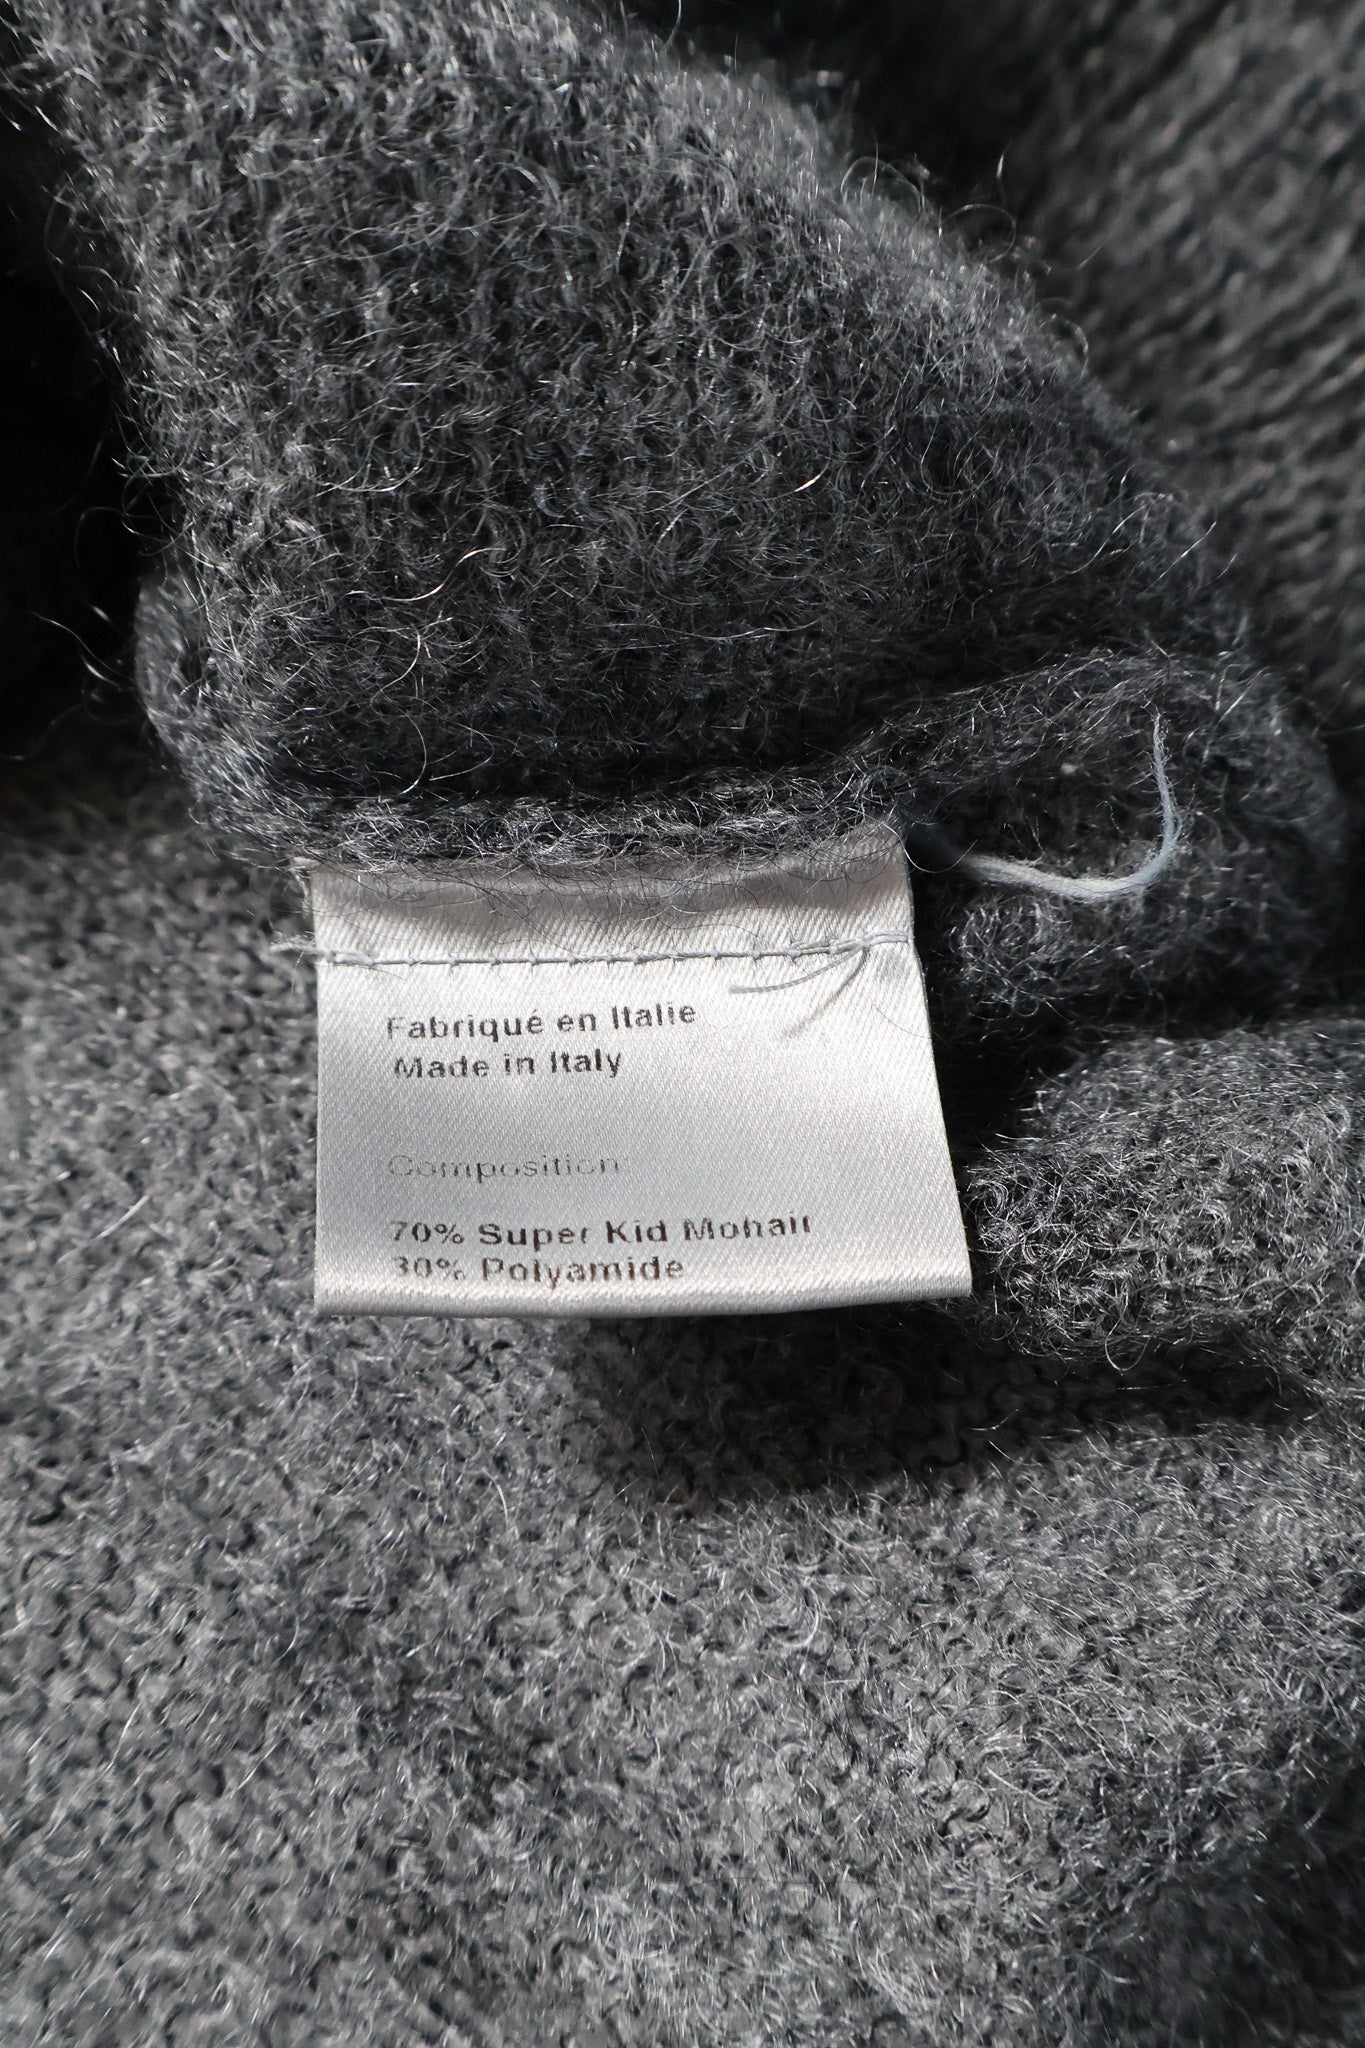 Fabriqué en Italie
Made in Italy
Composition:
70% Super Kid Mohair
30% Polyamide